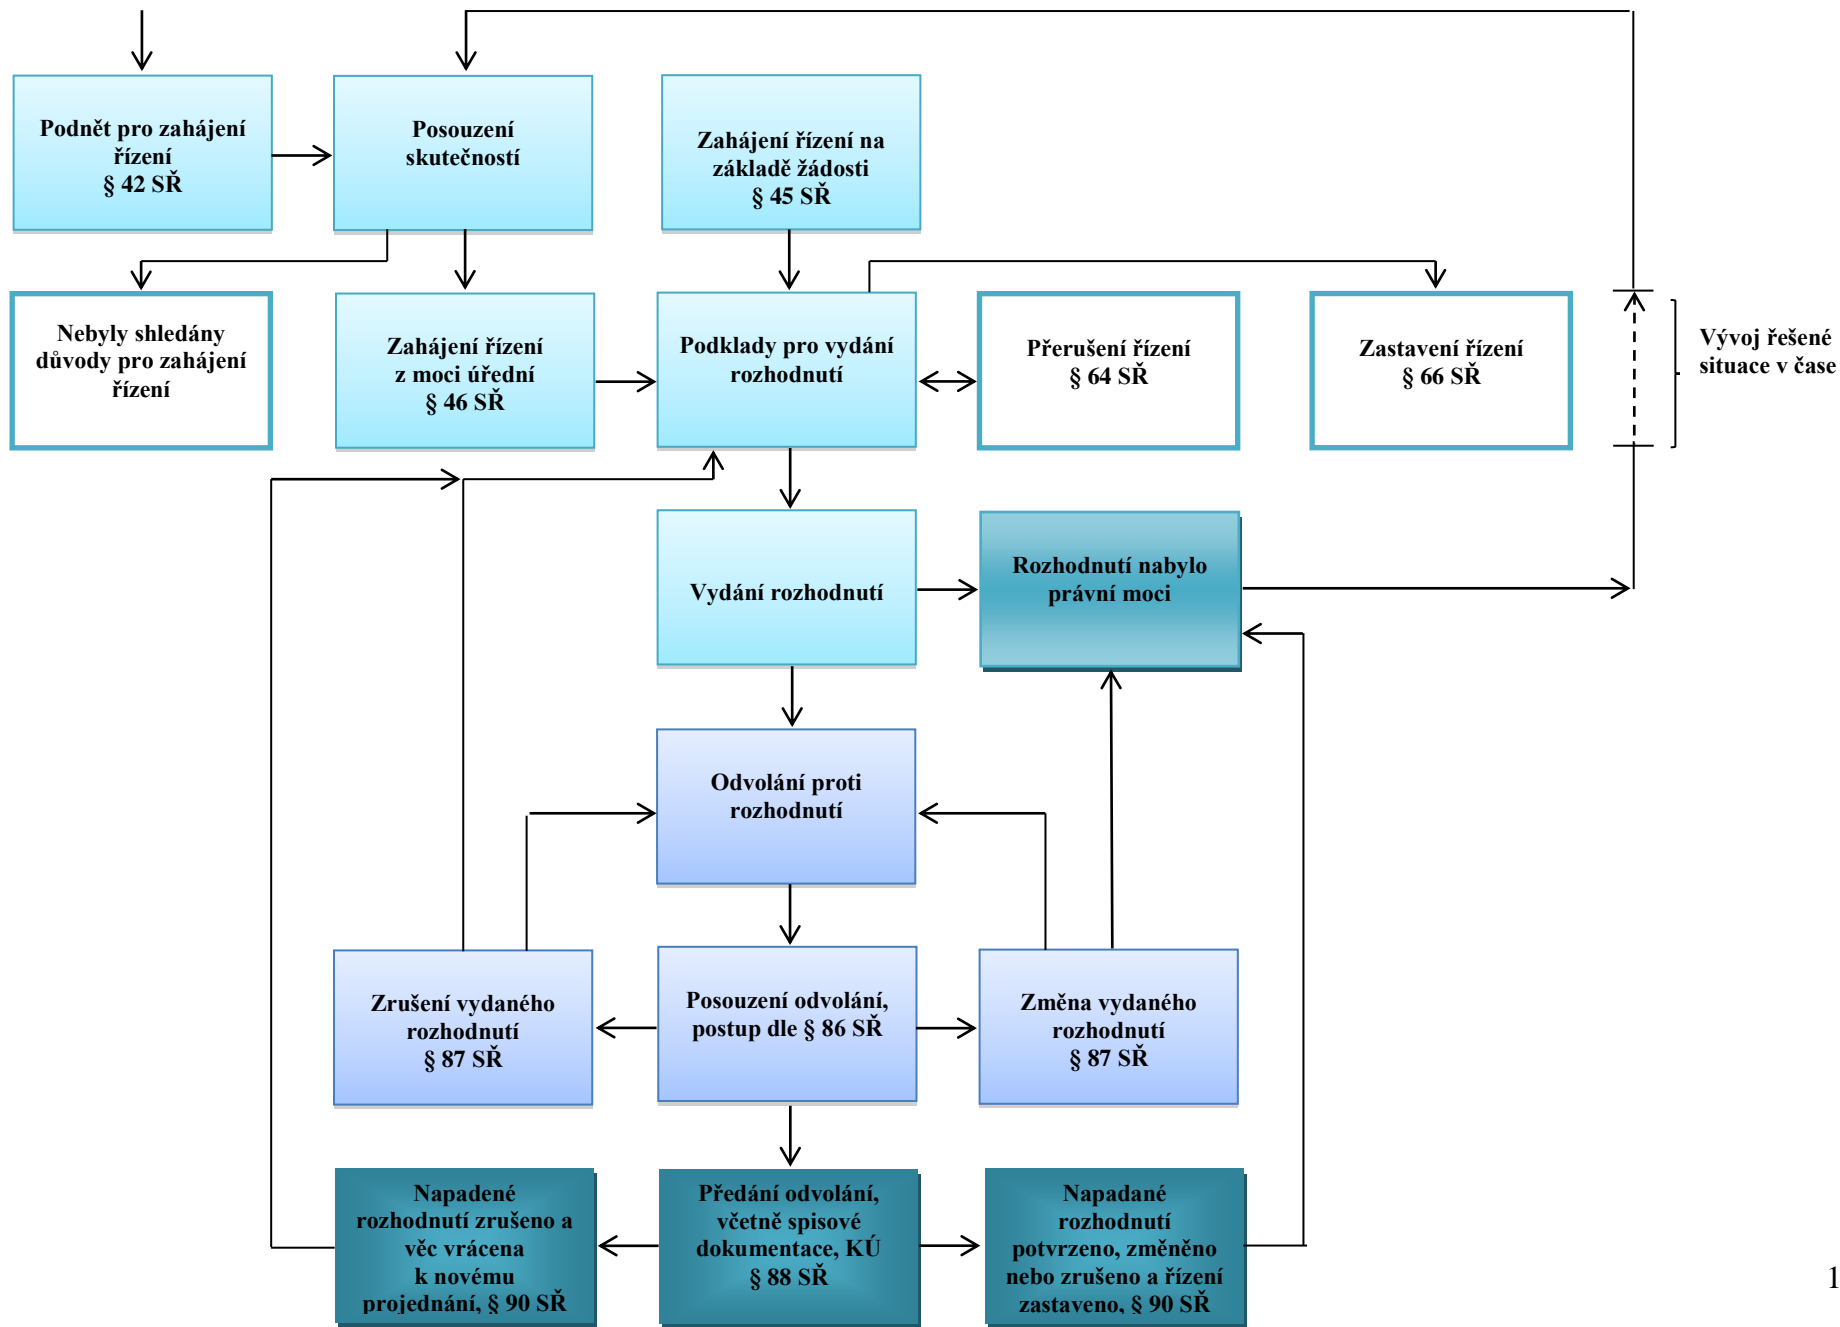 Podnět pro zahájení
řízení
§ 42 SŘ
Posouzení
skutečností
Zahájení řízení na
základě žádosti
§ 45 SŘ
Nebyly shledány
důvody pro zahájení
řízení
Zahájení řízení
z moci úřední
§ 46 SŘ
Podklady pro vydání
rozhodnutí
Přerušení řízení
§ 64 SŘ
Zastavení řízení
§ 66 SŘ
Vývoj řešené
situace v čase
Vydání rozhodnutí
Rozhodnutí nabylo
právní moci
Odvolání proti
rozhodnutí
Zrušení vydaného
rozhodnutí
§ 87 SŘ
Posouzení odvolání,
postup dle § 86 SŘ
Změna vydaného
rozhodnutí
§ 87 SŘ
Napadené
rozhodnutí zrušeno a
věc vrácena
k novému
projednání, § 90 SŘ
Předání odvolání,
včetně spisové
dokumentace, KÚ
§ 88 SŘ
Napadané
rozhodnutí
potvrzeno, změněno
nebo zrušeno a řízení
zastaveno, § 90 SŘ
1